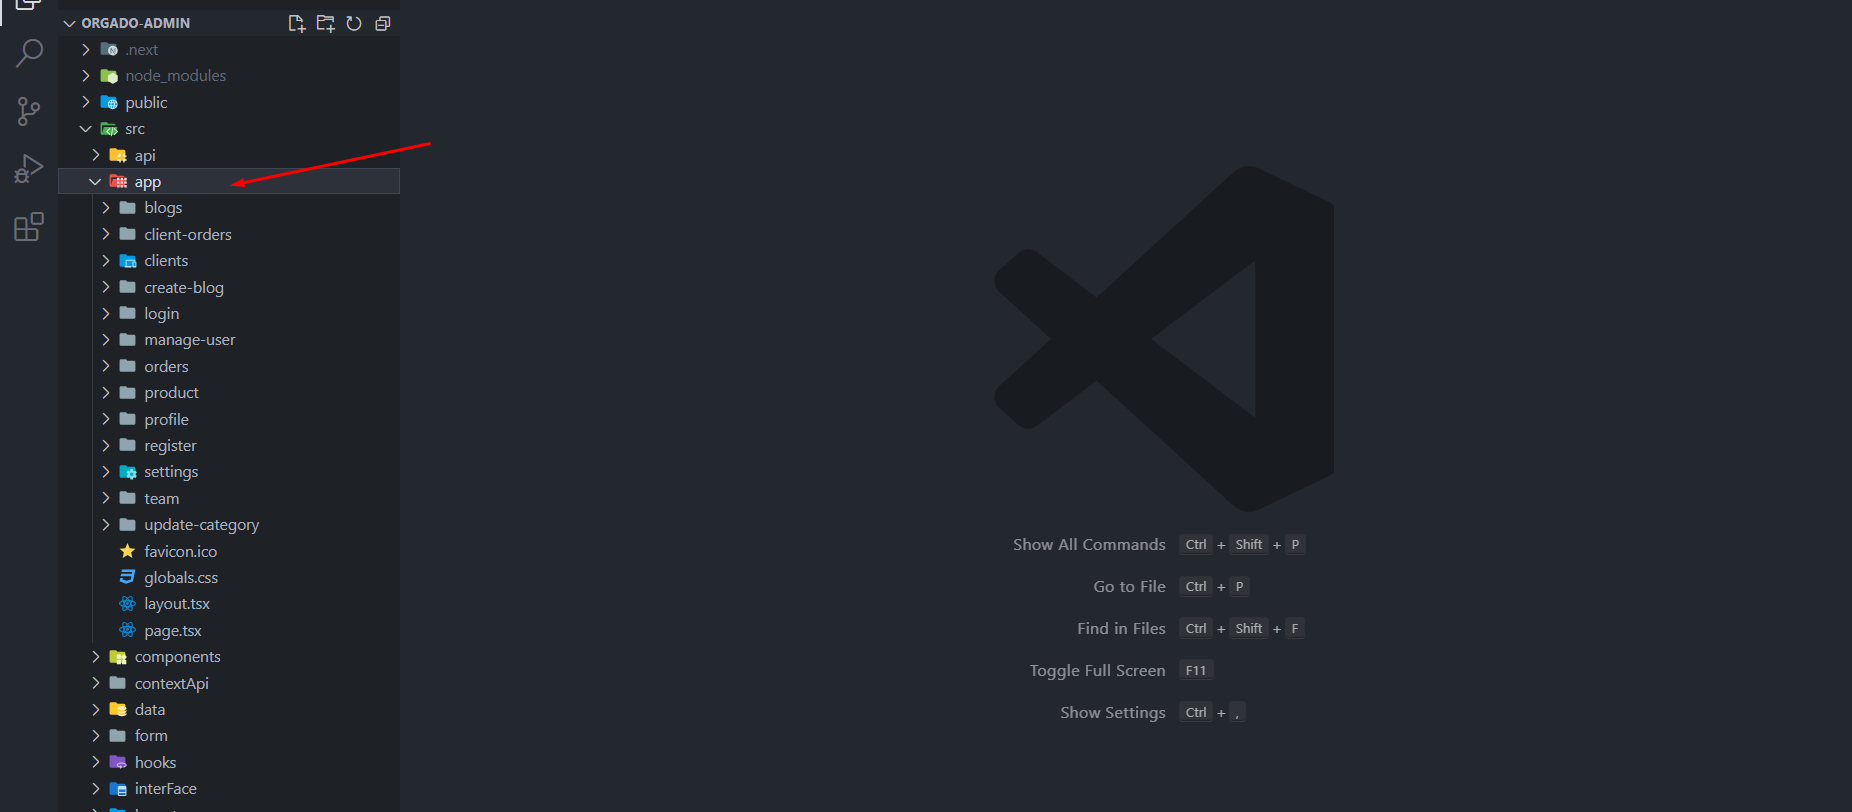 ORGADO-ADMIN
.next
node_modules
public
src
api
app
blogs
client-orders
clients
create-blog
login
manage-user
orders
product
profile
register
settings
team
update-category
favicon.ico
globals.css
layout.tsx
page.tsx
components
contextApi
data
form
hooks
interFace
Show All Commands Ctrl + Shift + P
Go to File Ctrl + P
Find in Files Ctrl + Shift + F
Toggle Full Screen F11
Show Settings Ctrl + ,